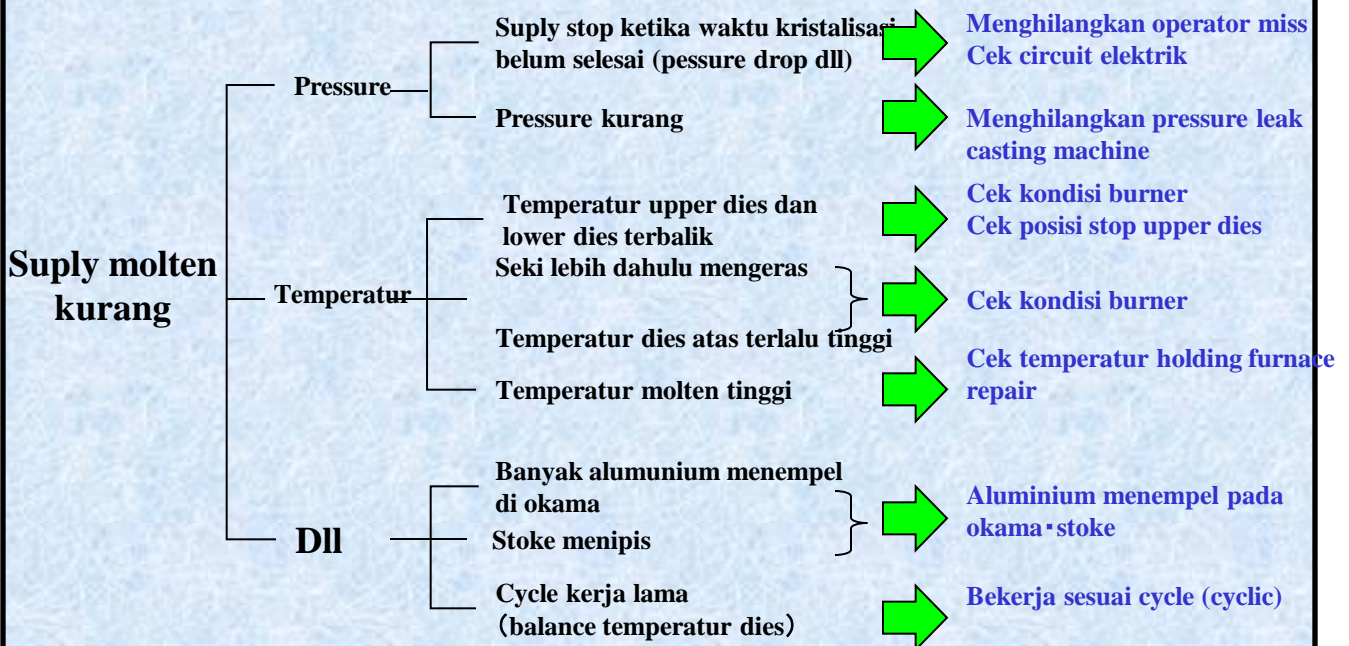 Suply molten
kurang
Pressure
Suply stop ketika waktu kristalisasi
belum selesai (pessure drop dll)
Menghilangkan operator miss
Cek circuit elektrik
Pressure kurang
Menghilangkan pressure leak
casting machine
Temperatur
Temperatur upper dies dan
lower dies terbalik
Cek kondisi burner
Cek posisi stop upper dies
Seki lebih dahulu mengeras
Temperatur dies atas terlalu tinggi
Cek kondisi burner
Temperatur molten tinggi
Cek temperatur holding furnace
repair
Dll
Banyak alumunium menempel
di okama
Stoke menipis
Aluminium menempel pada
okama・stoke
Cycle kerja lama
（balance temperatur dies）
Bekerja sesuai cycle (cyclic)